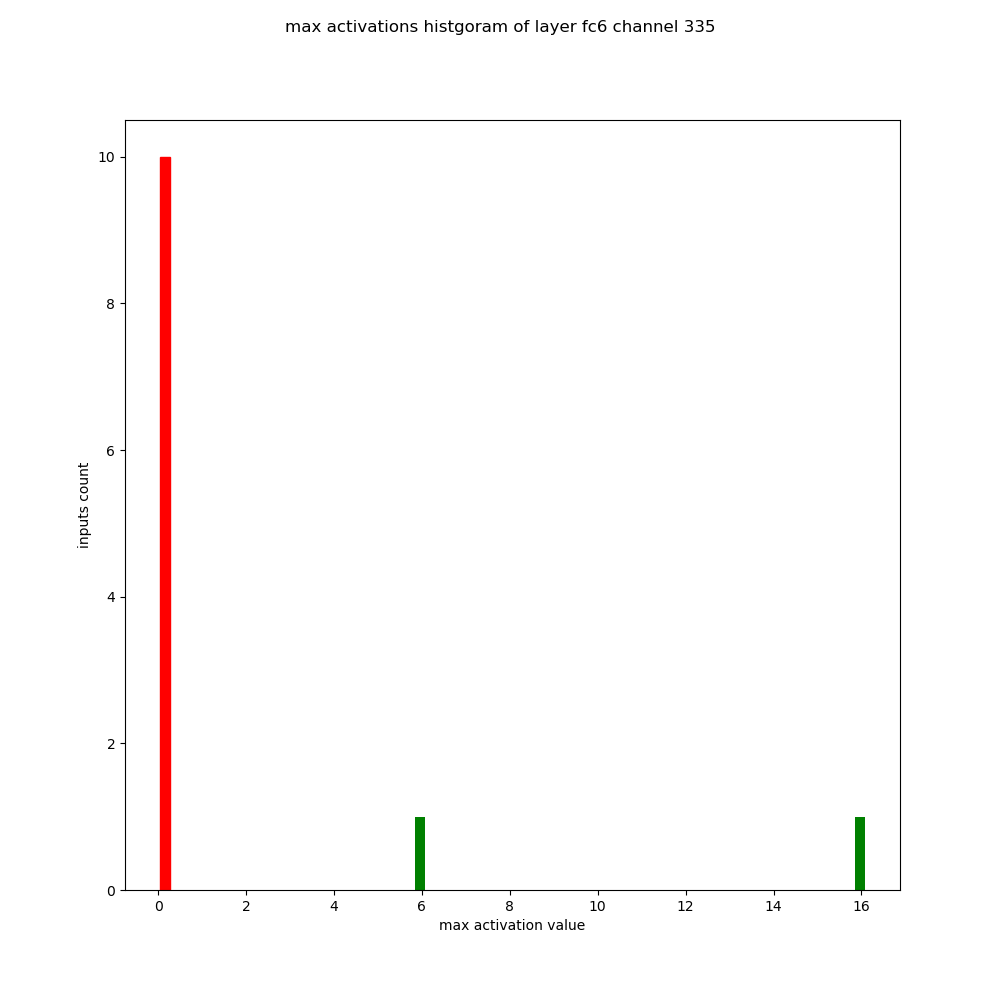 max activations histgoram of layer fc6 channel 335
10
8
6
4
2
0
inputs count
0 2 4 6 8 10 12 14 16
max activation value